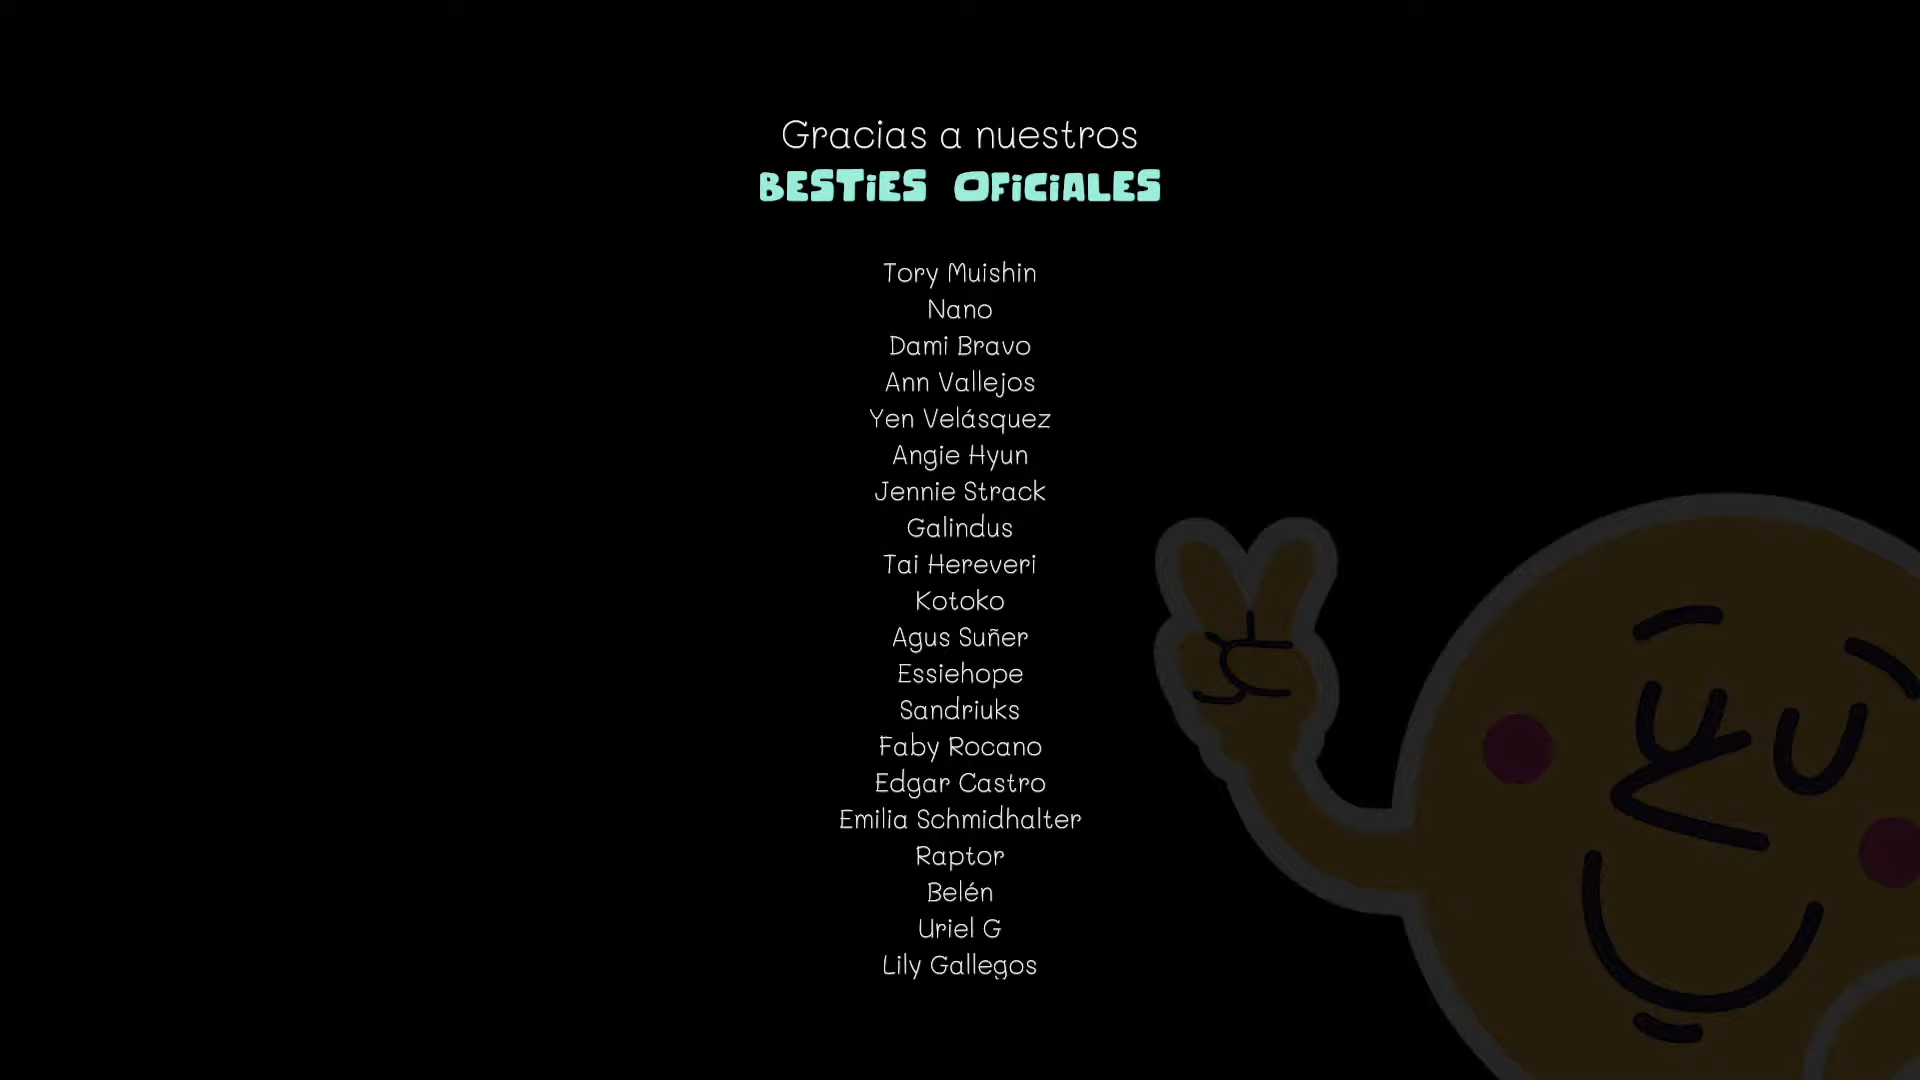 Gracias a nuestros
BESTiES OFiCiALES
Tory Muishin
Nano
Dami Bravo
Ann Vallejos
Yen Velásquez
Angie Hyun
Jennie Strack
Galindus
Tai Hereveri
Kotoko
Agus Suñer
Essiehope
Sandriuks
Faby Rocano
Edgar Castro
Emilia Schmidhalter
Raptor
Belén
Uriel G
Lily Gallegos